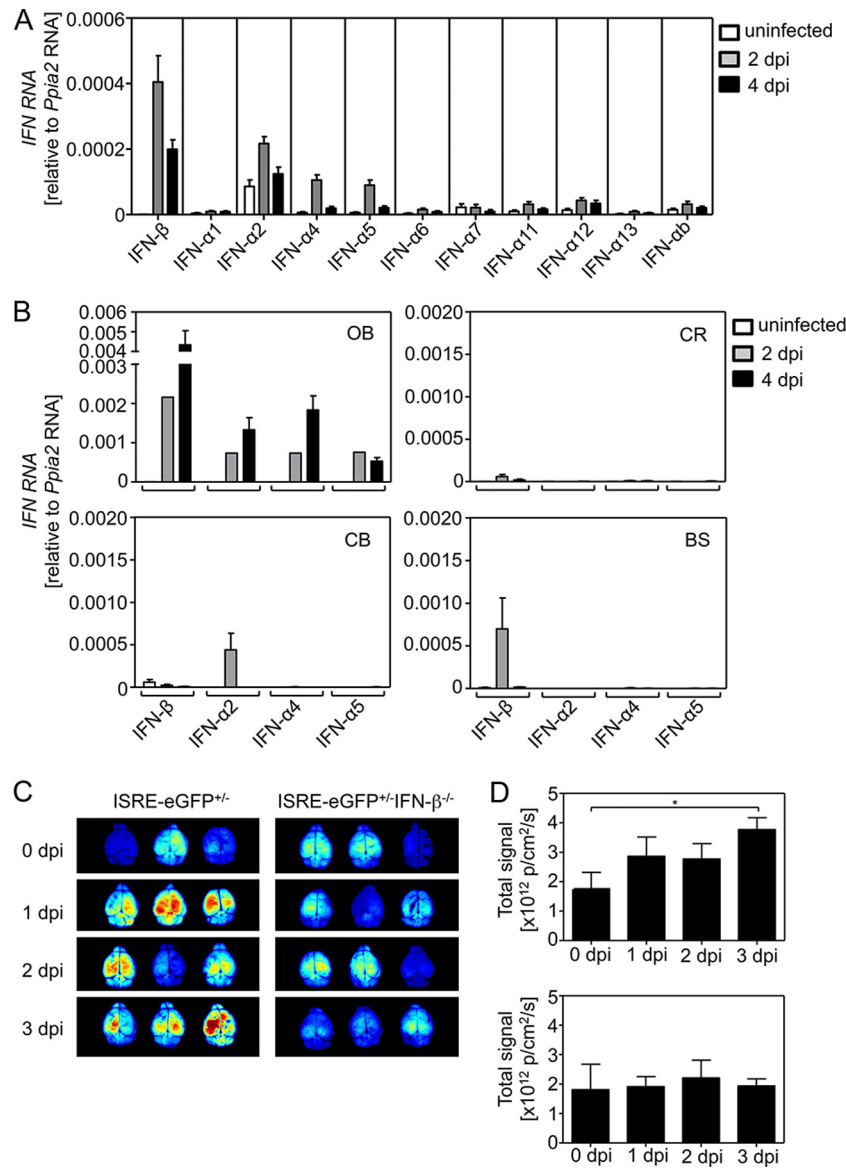 A
IFN RNA
[relative to Ppia2 RNA]
0.0006
0.0004
0.0002
0
uninfected
2 dpi
4 dpi
IFN-β
IFN-α1
IFN-α2
IFN-α4
IFN-α5
IFN-α6
IFN-α7
IFN-α11
IFN-α12
IFN-α13
IFN-αb
B
IFN RNA
[relative to Ppia2 RNA]
0.006
0.005
0.004
0.003
0.002
0.001
0
OB
0.0020
0.0015
0.0010
0.0005
0
CR
uninfected
2 dpi
4 dpi
0.0020
0.0015
0.0010
0.0005
0
CB
IFN-β
IFN-α2
IFN-α4
IFN-α5
0.0020
0.0015
0.0010
0.0005
0
BS
IFN-β
IFN-α2
IFN-α4
IFN-α5
C
ISRE-eGFP+/-
ISRE-eGFP+/-IFN-β-/-
0 dpi
1 dpi
2 dpi
3 dpi
D
Total signal
[x10¹² p/cm²/s]
5
4
3
2
1
0
*
0 dpi
1 dpi
2 dpi
3 dpi
Total signal
[x10¹² p/cm²/s]
5
4
3
2
1
0
0 dpi
1 dpi
2 dpi
3 dpi